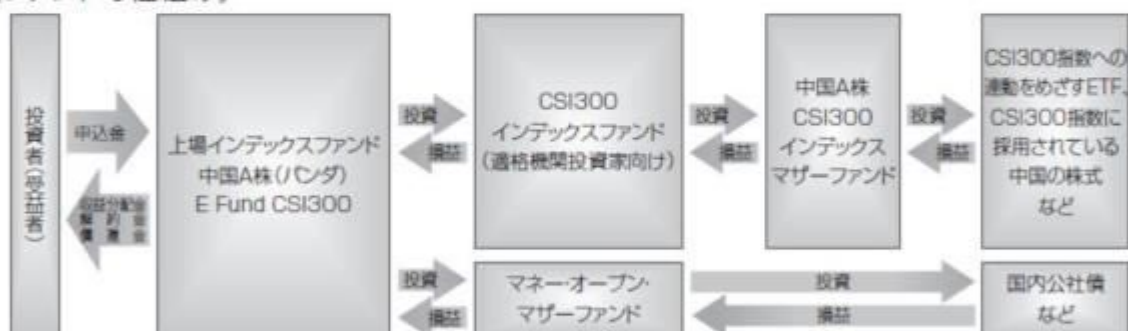 投資者(受益者)
申込金
収益分配金
解約金
償還金
上場インデックスファンド
中国A株(パンダ)
E Fund CSI300
投資
損益
CSI300
インデックスファンド
(適格機関投資家向け)
投資
損益
中国A株
CSI300
インデックス
マザーファンド
投資
損益
CSI300指数への
連動をめざすETF、
CSI300指数に
採用されている
中国の株式
など
投資
損益
マネー・オープン・
マザーファンド
投資
損益
国内公社債
など